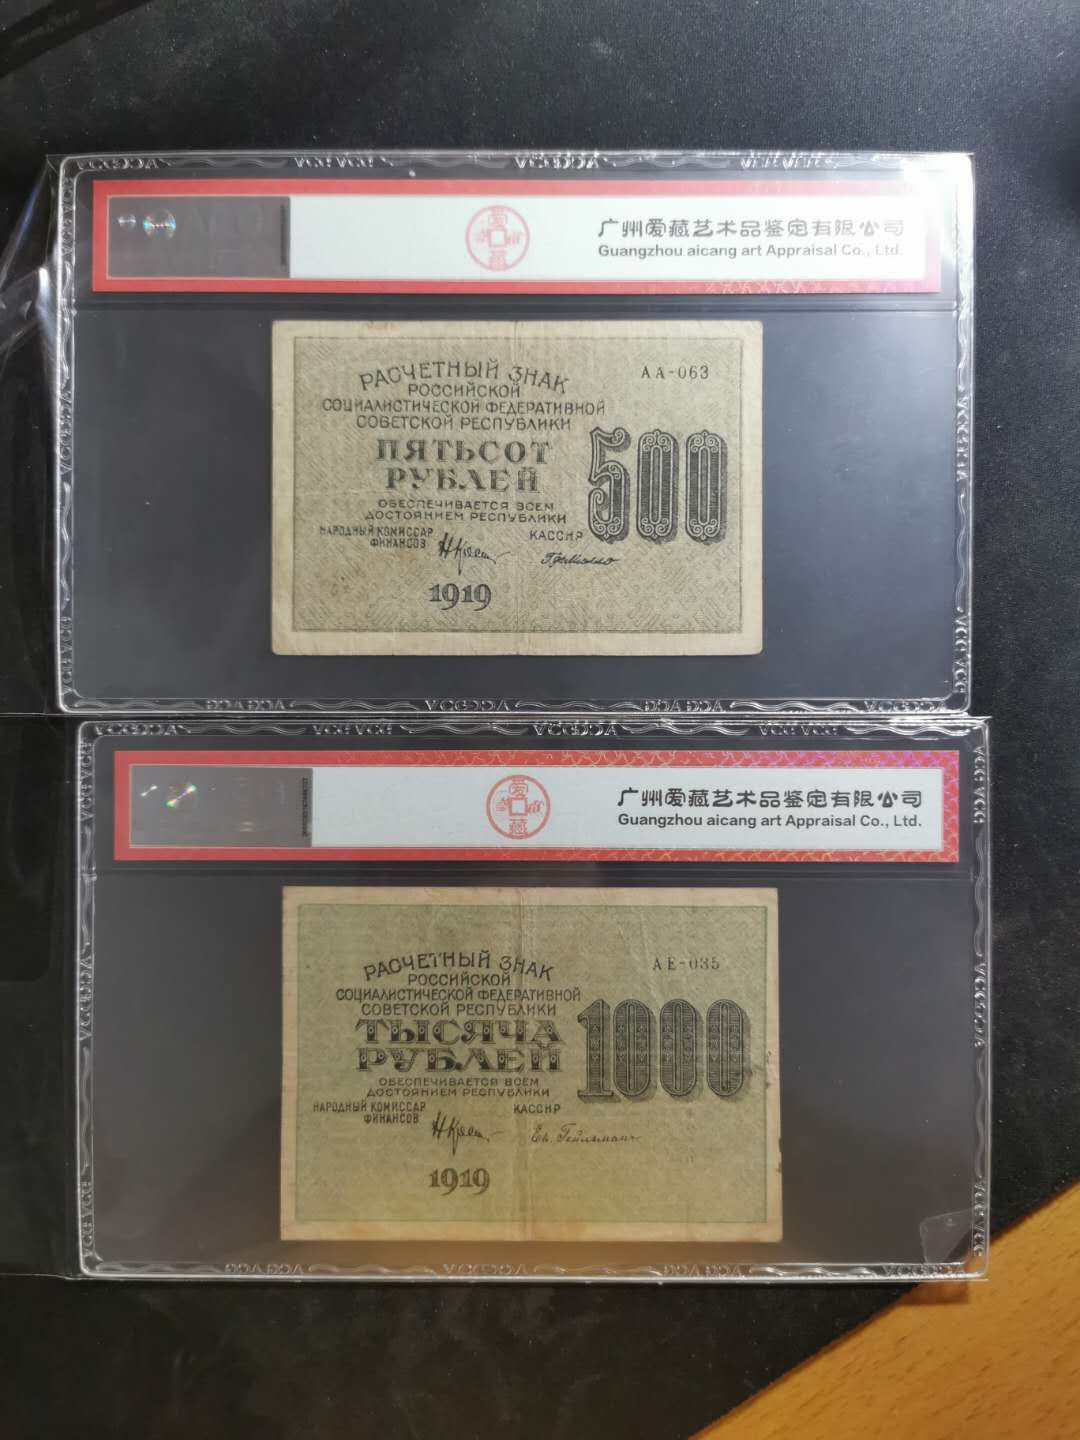 广州爱藏艺术品鉴定有限公司
Guangzhou aicang art Appraisal Co., Ltd.
爱藏
РАСЧЕТНЫЙ ЗНАК
РОССИЙСКОЙ
СОЦИАЛИСТИЧЕСКОЙ ФЕДЕРАТИВНОЙ
СОВЕТСКОЙ РЕСПУБЛИКИ
ПЯТЬСОТ
РУБЛЕЙ
ОБЕСПЕЧИВАЕТСЯ ВСЕМ
ДОСТОЯНИЕМ РЕСПУБЛИКИ
НАРОДНЫЙ КОМИССАР
ФИНАНСОВ
КАССИР
1919
АА-063
500
广州爱藏艺术品鉴定有限公司
Guangzhou aicang art Appraisal Co., Ltd.
爱藏
РАСЧЕТНЫЙ ЗНАК
РОССИЙСКОЙ
СОЦИАЛИСТИЧЕСКОЙ ФЕДЕРАТИВНОЙ
СОВЕТСКОЙ РЕСПУБЛИКИ
ТЫСЯЧА
РУБЛЕЙ
ОБЕСПЕЧИВАЕТСЯ ВСЕМ
ДОСТОЯНИЕМ РЕСПУБЛИКИ
НАРОДНЫЙ КОМИССАР
ФИНАНСОВ
КАССИР
1919
АЕ-035
1000